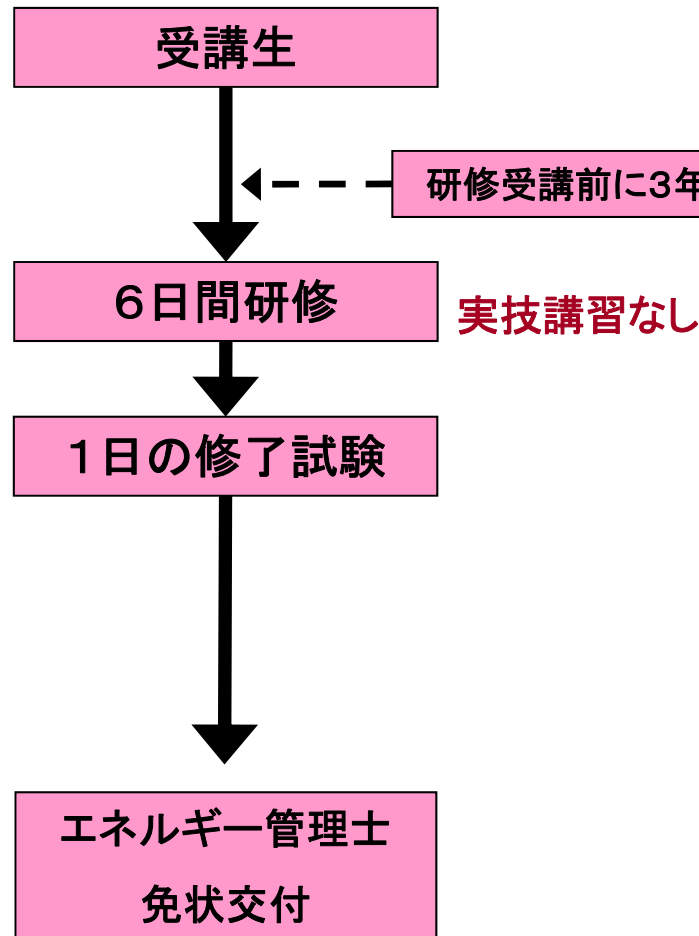 受講生
研修受講前に３年
６日間研修
実技講習なし
１日の修了試験
エネルギー管理士
免状交付